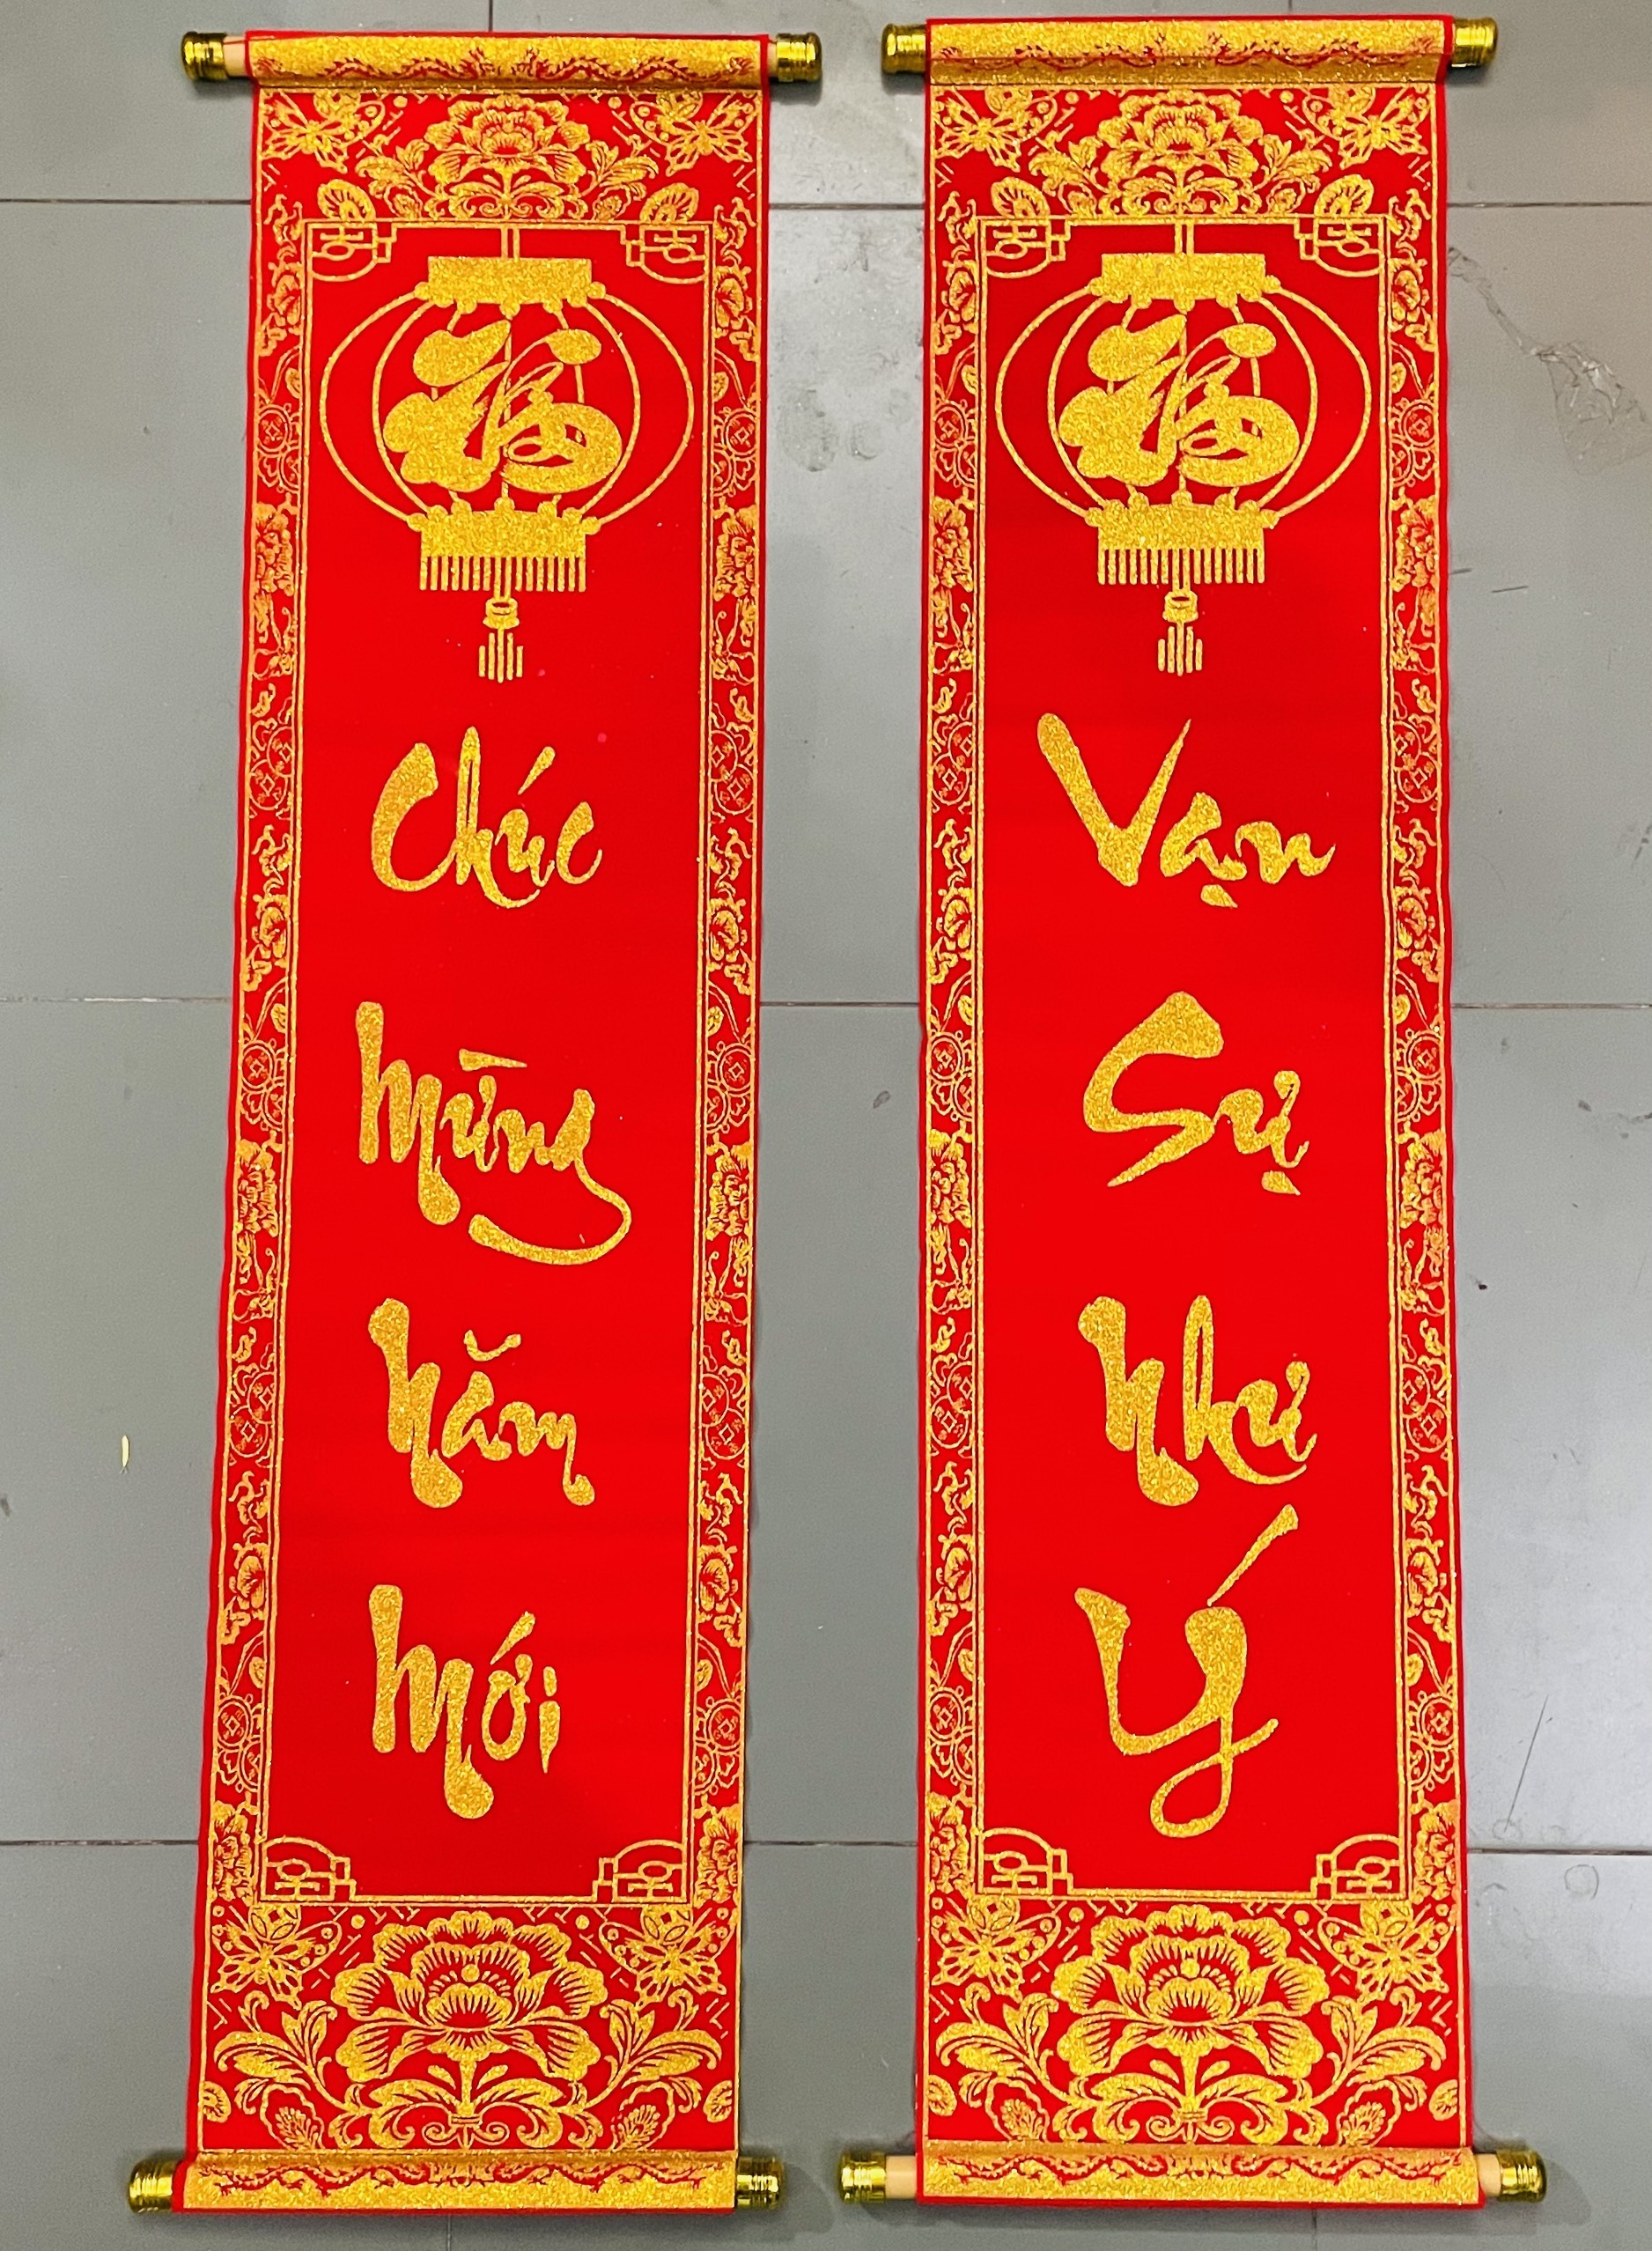 福
Chúc
mừng
năm
mới
福
Vạn
Sự
như
Ý